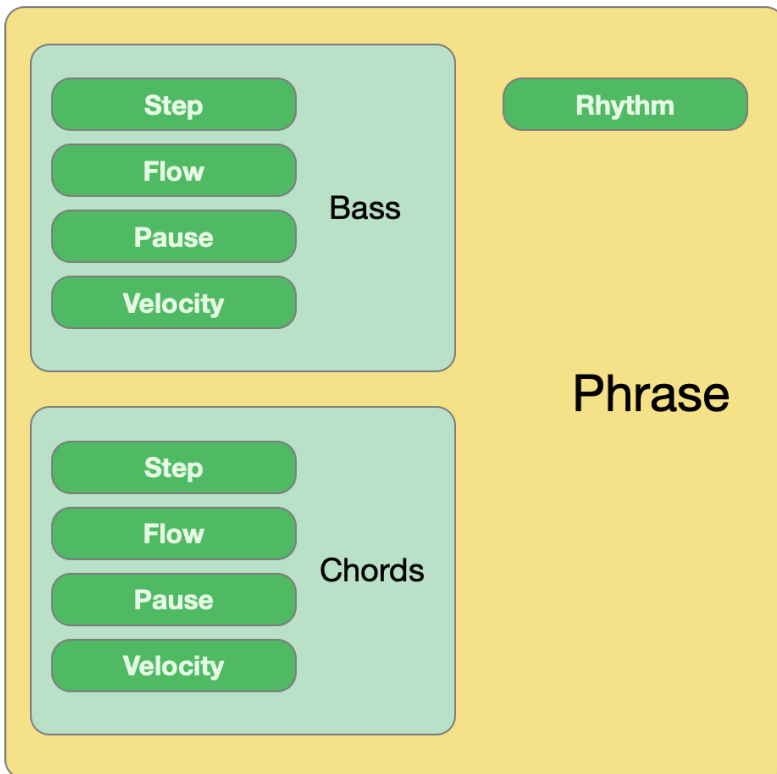 Step
Flow
Pause
Velocity
Bass
Rhythm
Phrase
Step
Flow
Pause
Velocity
Chords